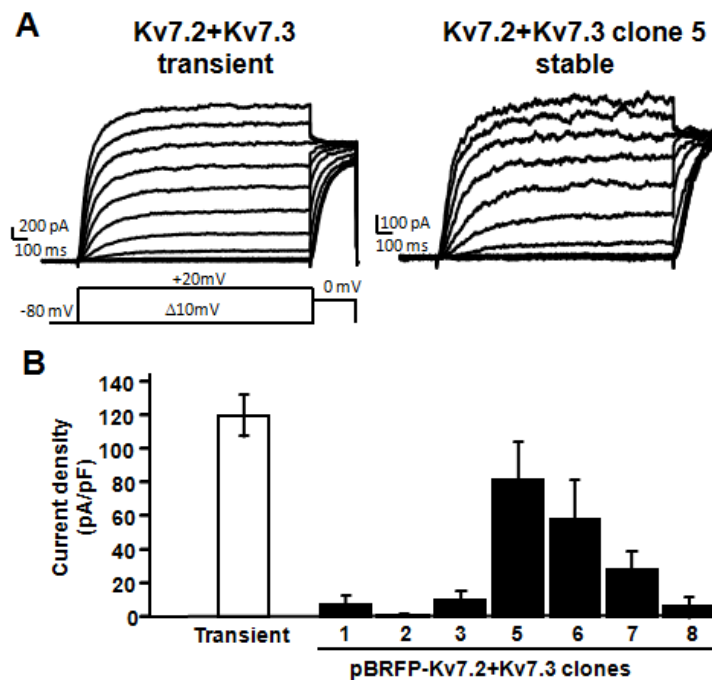 A
Kv7.2+Kv7.3
transient
Kv7.2+Kv7.3 clone 5
stable
200 pA
100 ms
100 pA
100 ms
+20mV
0 mV
-80 mV
Δ10mV
B
Current density
(pA/pF)
140
120
100
80
60
40
20
0
Transient
1 2 3 5 6 7 8
pBRFP-Kv7.2+Kv7.3 clones